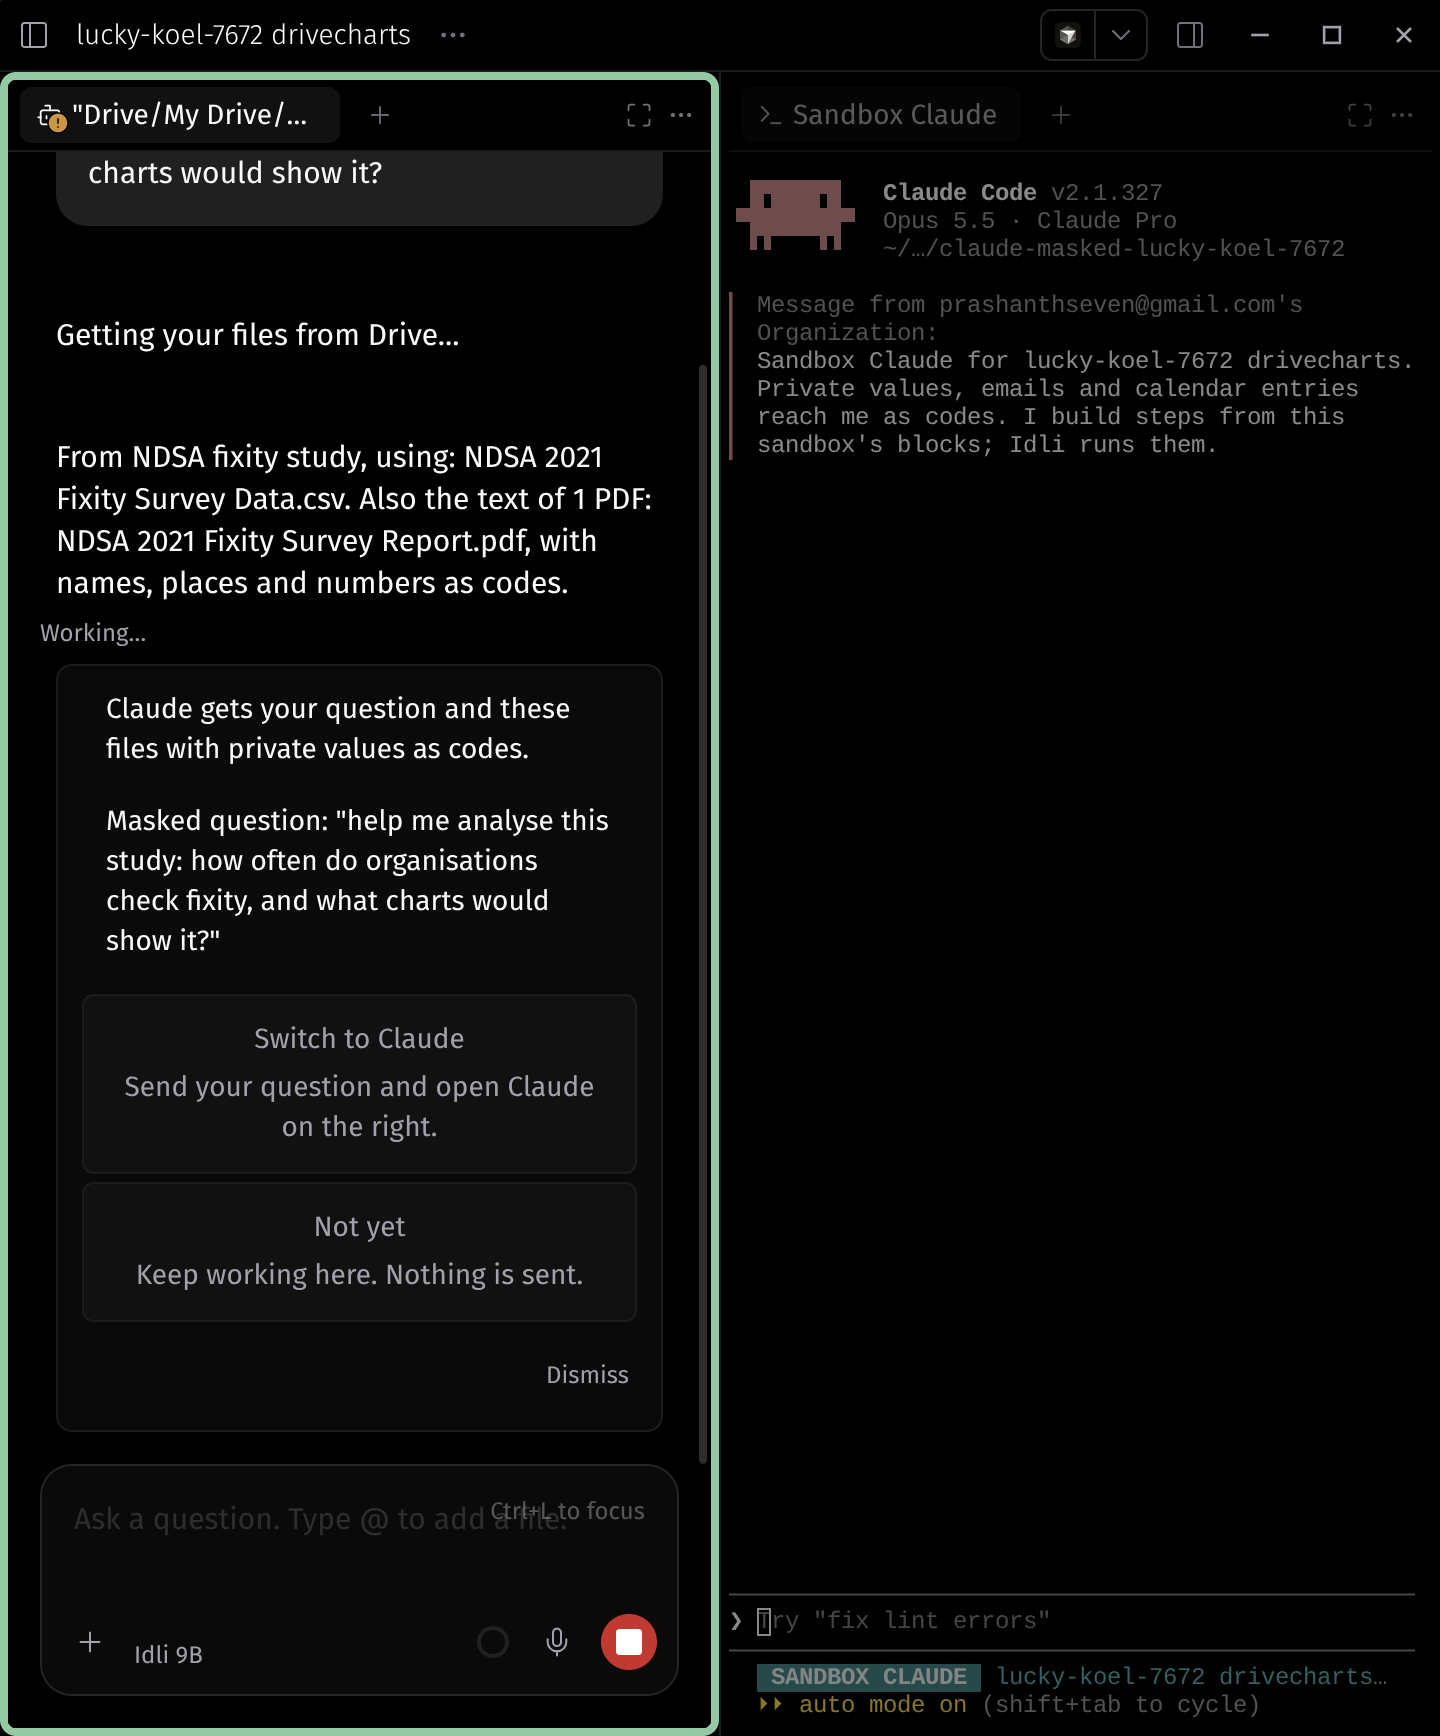 lucky-koel-7672 drivecharts
"Drive/My Drive/...
charts would show it?
Getting your files from Drive...
From NDSA fixity study, using: NDSA 2021
Fixity Survey Data.csv. Also the text of 1 PDF:
NDSA 2021 Fixity Survey Report.pdf, with
names, places and numbers as codes.
Working...
Claude gets your question and these
files with private values as codes.
Masked question: "help me analyse this
study: how often do organisations
check fixity, and what charts would
show it?"
Switch to Claude
Send your question and open Claude
on the right.
Not yet
Keep working here. Nothing is sent.
Dismiss
Ask a question. Type @ to add a file.
Ctrl+L to focus
Idli 9B
Sandbox Claude
Claude Code v2.1.327
Opus 5.5 · Claude Pro
~/…/claude-masked-lucky-koel-7672
Message from prashanthseven@gmail.com's
Organization:
Sandbox Claude for lucky-koel-7672 drivecharts.
Private values, emails and calendar entries
reach me as codes. I build steps from this
sandbox's blocks; Idli runs them.
❯ Try "fix lint errors"
SANDBOX CLAUDE lucky-koel-7672 drivecharts…
⏵⏵ auto mode on (shift+tab to cycle)